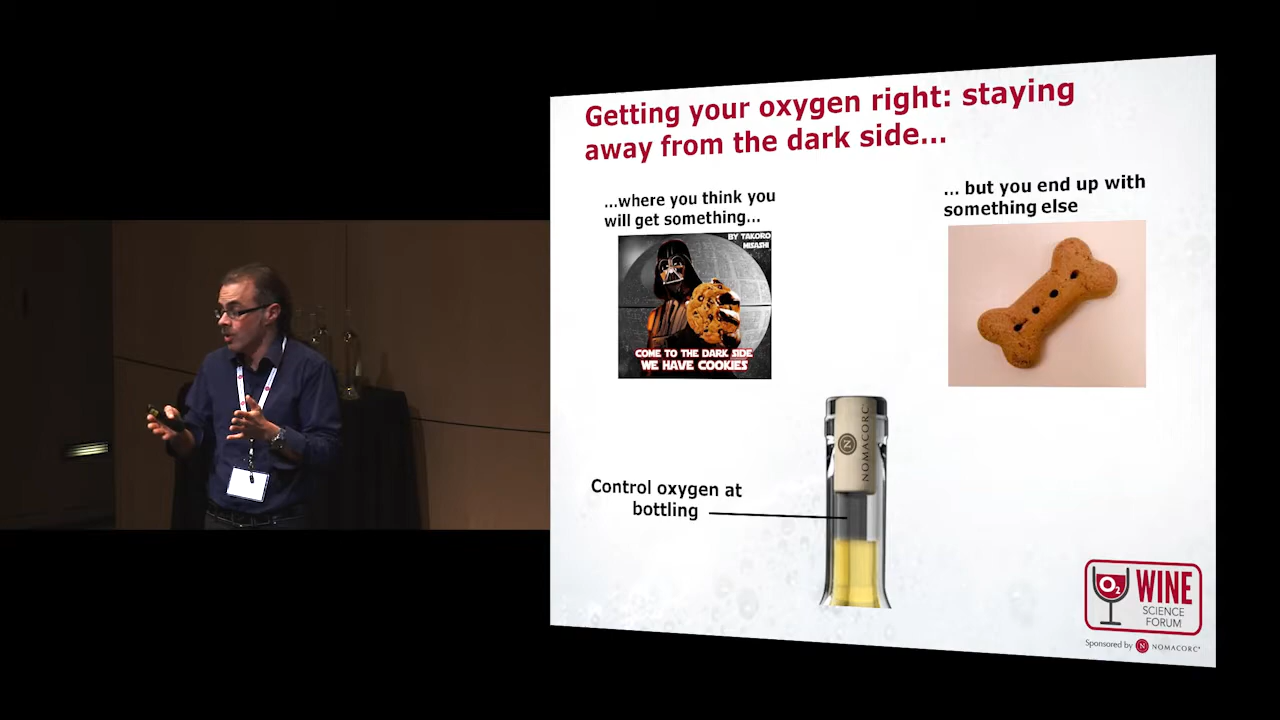 Getting your oxygen right: staying
away from the dark side...
...where you think you
will get something...
... but you end up with
something else
BY TAKORO
MISASHI
COME TO THE DARK SIDE
WE HAVE COOKIES
N NOMACORC
Control oxygen at
bottling
O2 WINE
SCIENCE
FORUM
Sponsored by N NOMACORC